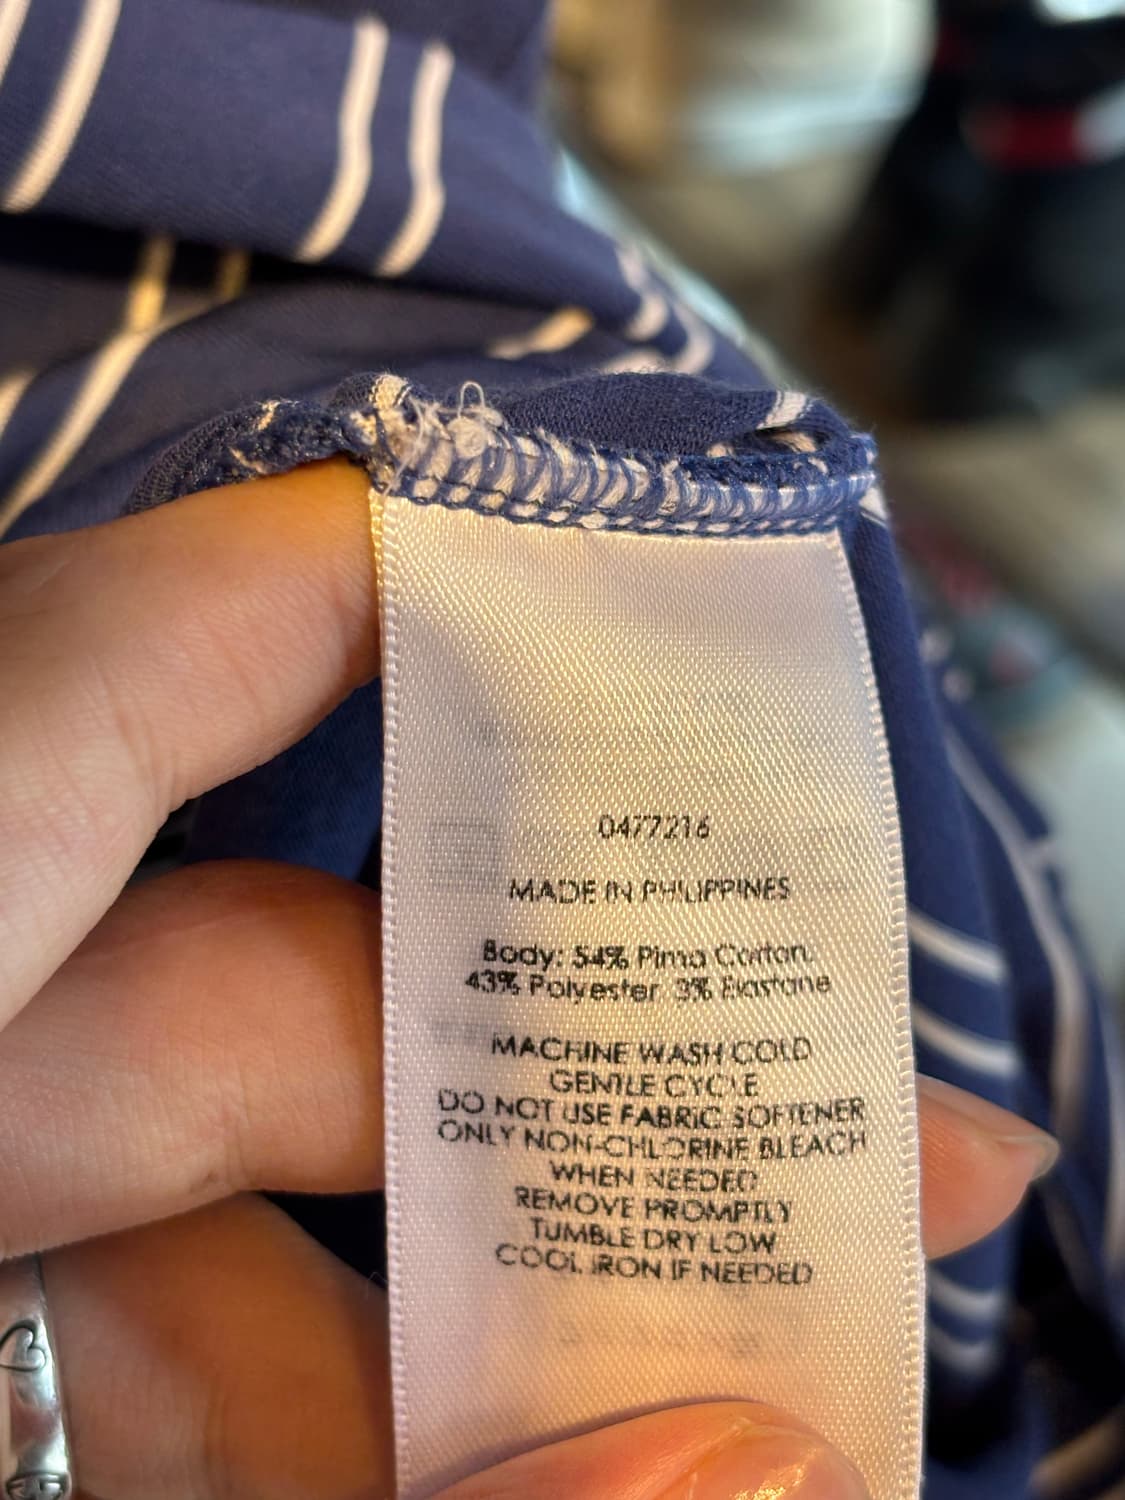 0477216
MADE IN PHILIPPINES
Body: 54% Pima Cotton,
43% Polyester, 3% Elastane
MACHINE WASH COLD
GENTLE CYCLE
DO NOT USE FABRIC SOFTENER
ONLY NON-CHLORINE BLEACH
WHEN NEEDED
REMOVE PROMPTLY
TUMBLE DRY LOW
COOL IRON IF NEEDED